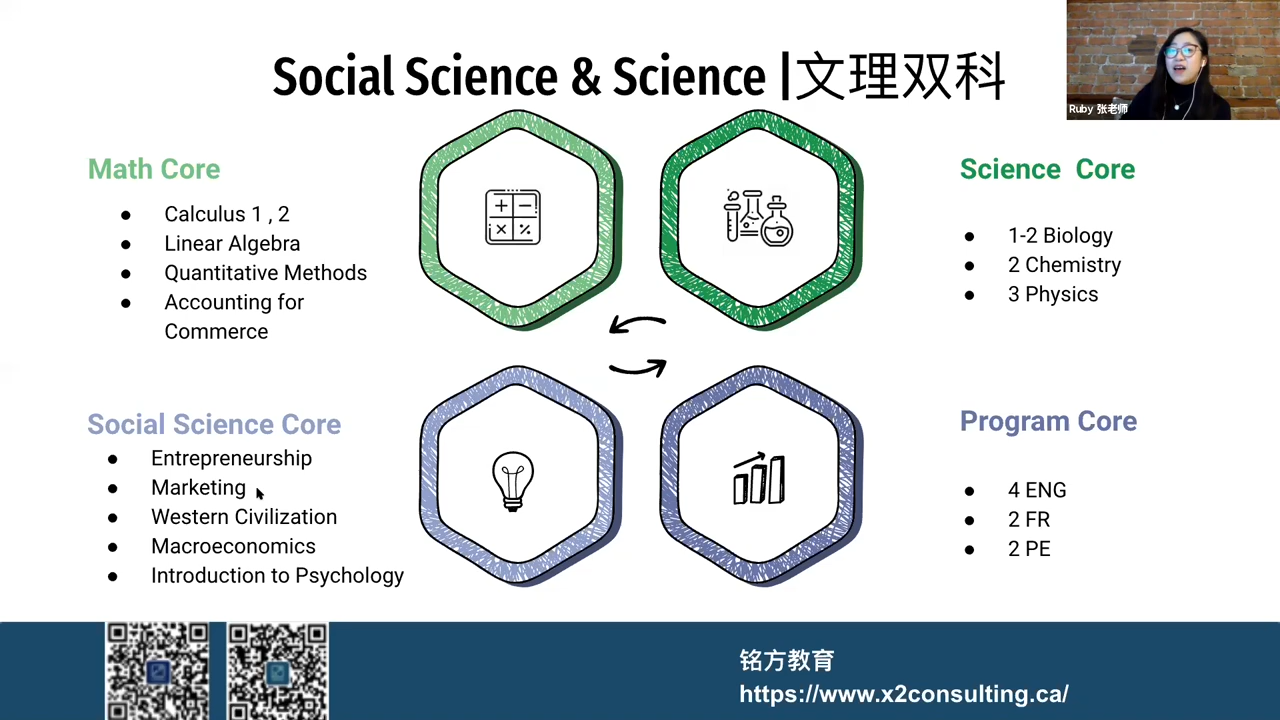 Social Science & Science |文理双科
Ruby 张老师
Math Core
● Calculus 1 , 2
● Linear Algebra
● Quantitative Methods
● Accounting for
Commerce
Science  Core
● 1-2 Biology
● 2 Chemistry
● 3 Physics
Social Science Core
● Entrepreneurship
● Marketing
● Western Civilization
● Macroeconomics
● Introduction to Psychology
Program Core
● 4 ENG
● 2 FR
● 2 PE
铭方教育
https://www.x2consulting.ca/